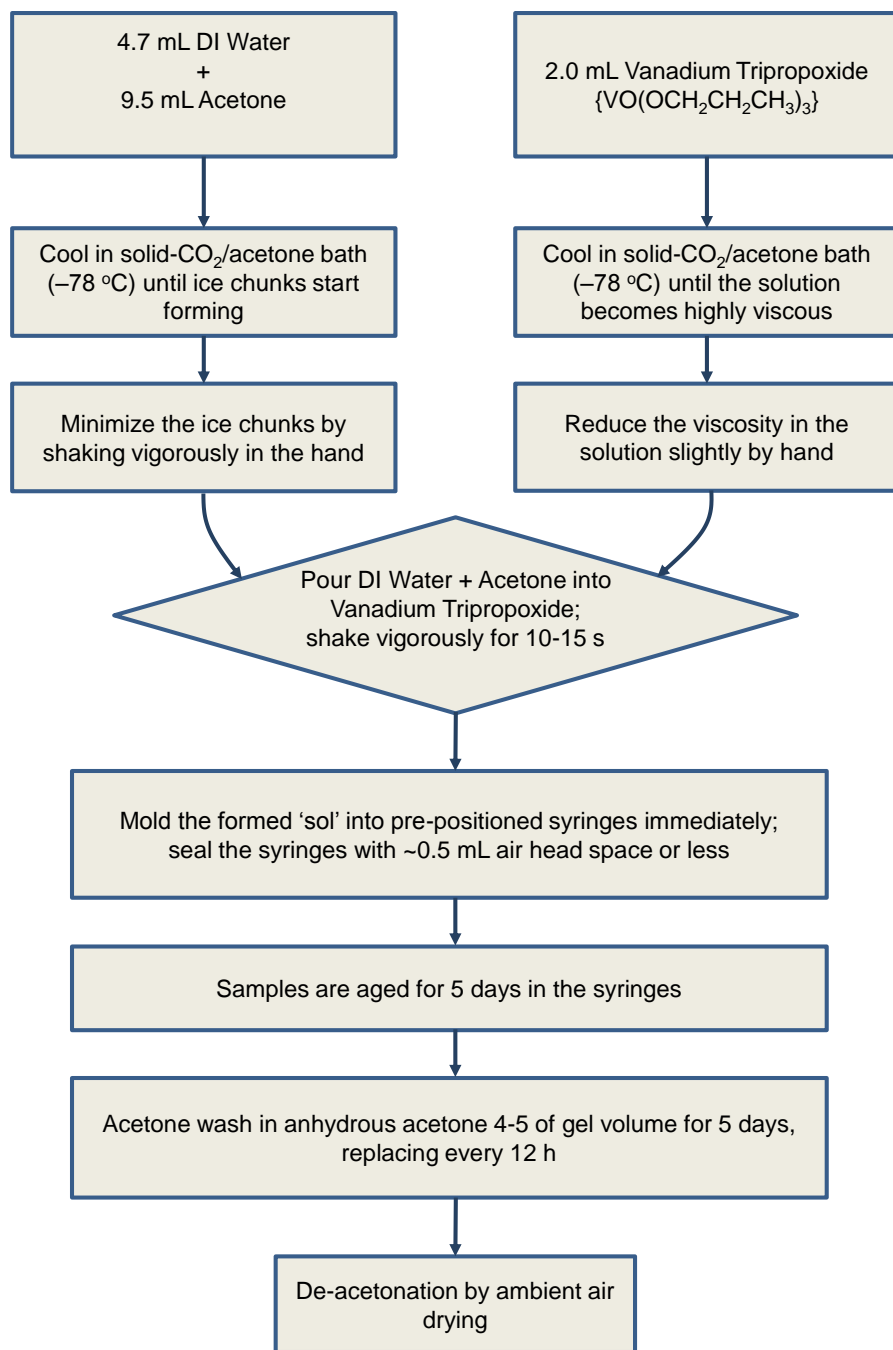 4.7 mL DI Water
+
9.5 mL Acetone
2.0 mL Vanadium Tripropoxide
{VO(OCH₂CH₂CH₃)₃}
Cool in solid-CO₂/acetone bath
(–78 ᵒC) until ice chunks start
forming
Cool in solid-CO₂/acetone bath
(–78 ᵒC) until the solution
becomes highly viscous
Minimize the ice chunks by
shaking vigorously in the hand
Reduce the viscosity in the
solution slightly by hand
Pour DI Water + Acetone into
Vanadium Tripropoxide;
shake vigorously for 10-15 s
Mold the formed ‘sol’ into pre-positioned syringes immediately;
seal the syringes with ~0.5 mL air head space or less
Samples are aged for 5 days in the syringes
Acetone wash in anhydrous acetone 4-5 of gel volume for 5 days,
replacing every 12 h
De-acetonation by ambient air
drying